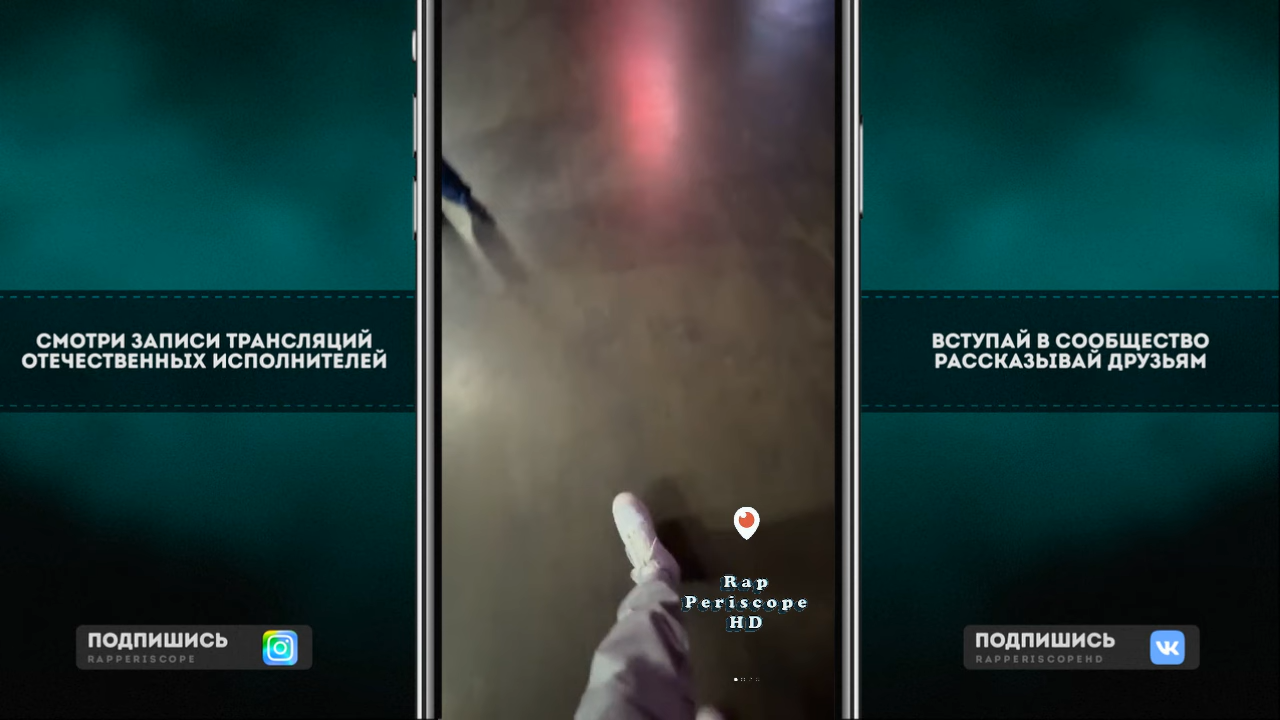 СМОТРИ ЗАПИСИ ТРАНСЛЯЦИЙ
ОТЕЧЕСТВЕННЫХ ИСПОЛНИТЕЛЕЙ
ВСТУПАЙ В СООБЩЕСТВО
РАССКАЗЫВАЙ ДРУЗЬЯМ
Rap
Periscope
HD
ПОДПИШИСЬ
RAPPERISCOPE
ПОДПИШИСЬ
RAPPERISCOPEHD